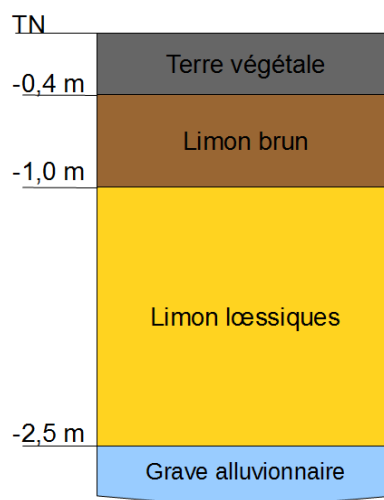 TN
Terre végétale
-0,4 m
Limon brun
-1,0 m
Limon lœssiques
-2,5 m
Grave alluvionnaire